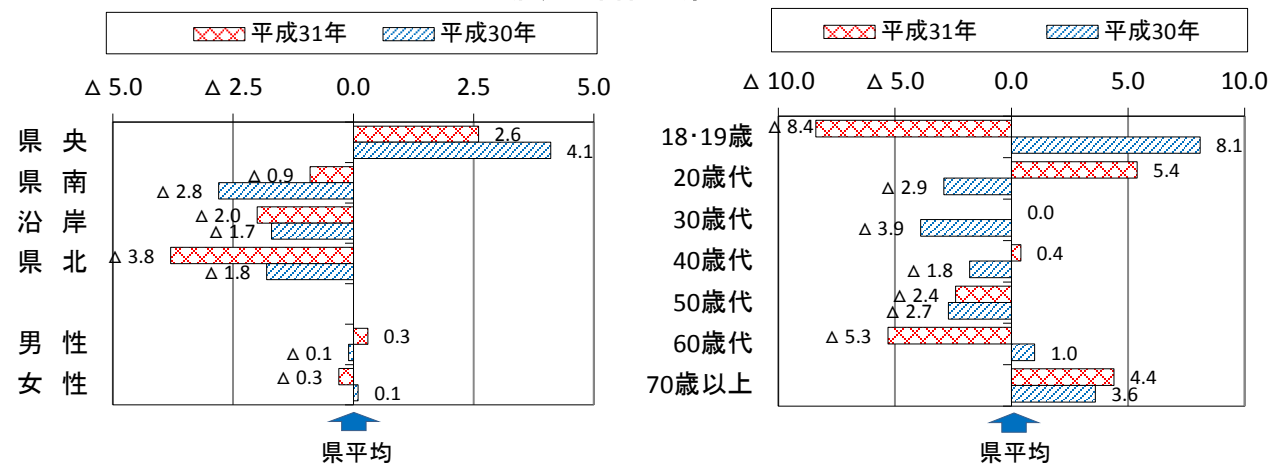 平成31年 平成30年
△ 5.0 △ 2.5 0.0 2.5 5.0
県 央 2.6
4.1
県 南 △ 0.9
△ 2.8
沿 岸 △ 2.0
△ 1.7
県 北 △ 3.8
△ 1.8
男 性 0.3
△ 0.1
女 性 △ 0.3
0.1
県平均
平成31年 平成30年
△ 10.0 △ 5.0 0.0 5.0 10.0
18･19歳 △ 8.4
8.1
20歳代 5.4
△ 2.9
30歳代 0.0
△ 3.9
40歳代 0.4
△ 1.8
50歳代 △ 2.4
△ 2.7
60歳代 △ 5.3
1.0
70歳以上 4.4
3.6
県平均